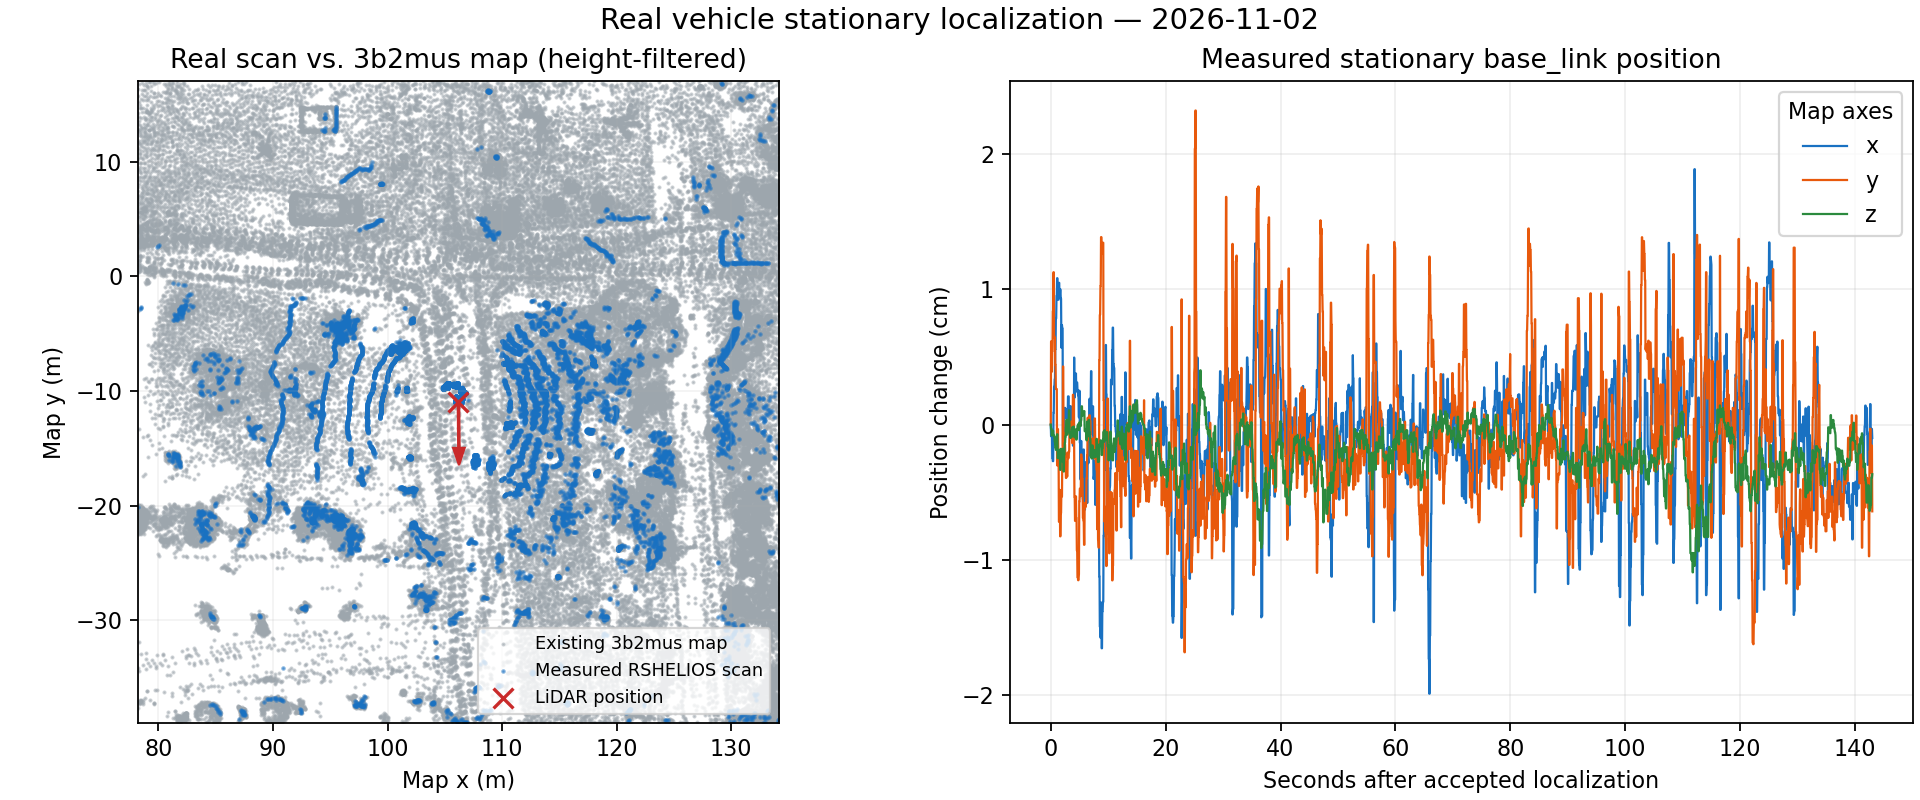 Real vehicle stationary localization — 2026-11-02
Real scan vs. 3b2mus map (height-filtered)
Map y (m)
10
0
−10
−20
−30
80
90
100
110
120
130
Map x (m)
Existing 3b2mus map
Measured RSHELIOS scan
LiDAR position
Measured stationary base_link position
Position change (cm)
2
1
0
−1
−2
0
20
40
60
80
100
120
140
Seconds after accepted localization
Map axes
x
y
z